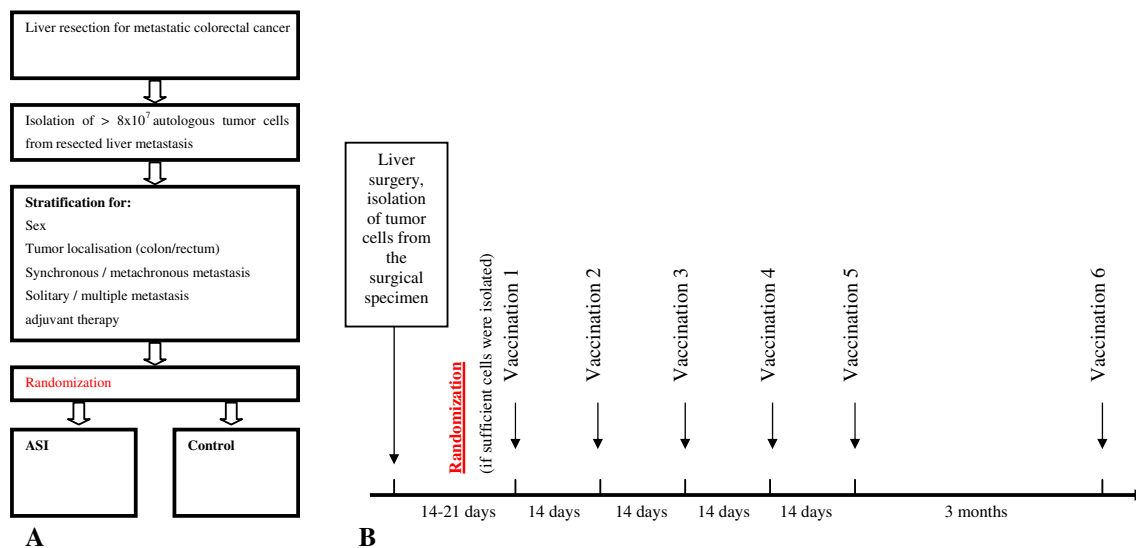 Liver resection for metastatic colorectal cancer
Isolation of > 8x10⁷ autologous tumor cells
from resected liver metastasis
Stratification for:
Sex
Tumor localisation (colon/rectum)
Synchronous / metachronous metastasis
Solitary / multiple metastasis
adjuvant therapy
Randomization
ASI
Control
A
Liver
surgery,
isolation
of tumor
cells from
the
surgical
specimen
Randomization
(if sufficient cells were isolated)
Vaccination 1
Vaccination 2
Vaccination 3
Vaccination 4
Vaccination 5
Vaccination 6
14-21 days
14 days
14 days
14 days
14 days
3 months
B